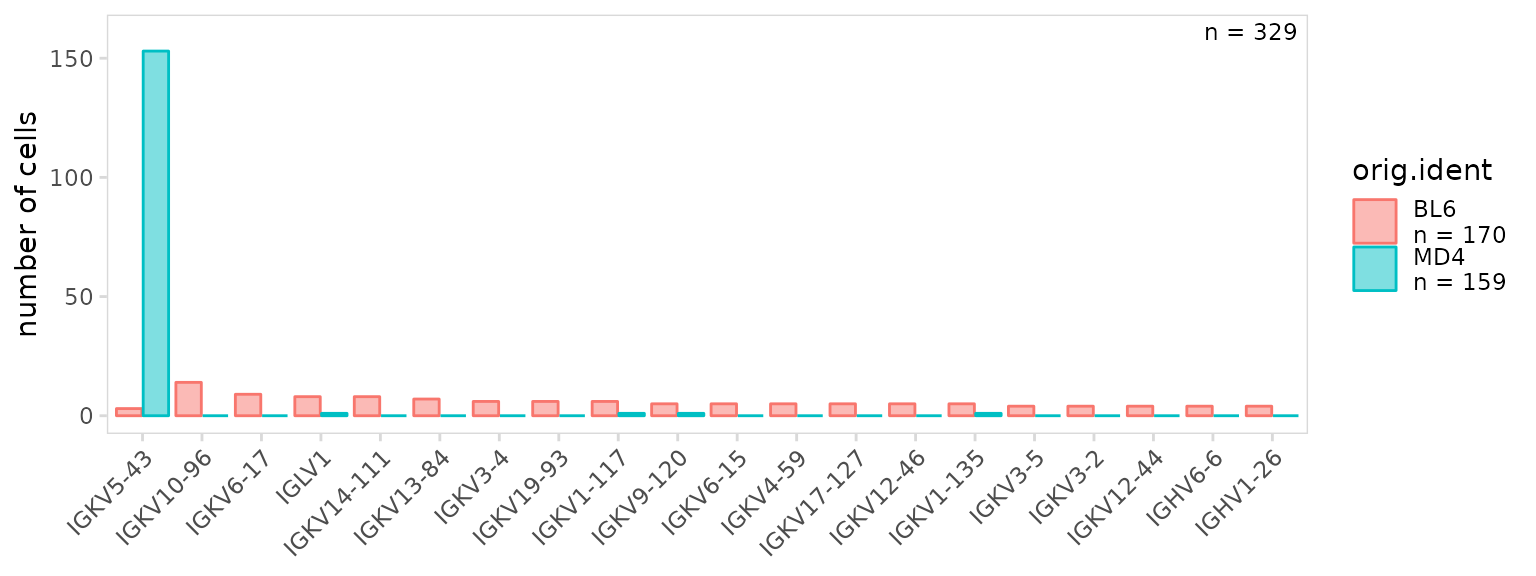 n = 329
number of cells
150
100
50
0
IGKV5-43
IGKV10-96
IGKV6-17
IGLV1
IGKV14-111
IGKV13-84
IGKV3-4
IGKV19-93
IGKV1-117
IGKV9-120
IGKV6-15
IGKV4-59
IGKV17-127
IGKV12-46
IGKV1-135
IGKV3-5
IGKV3-2
IGKV12-44
IGHV6-6
IGHV1-26
orig.ident
BL6
n = 170
MD4
n = 159